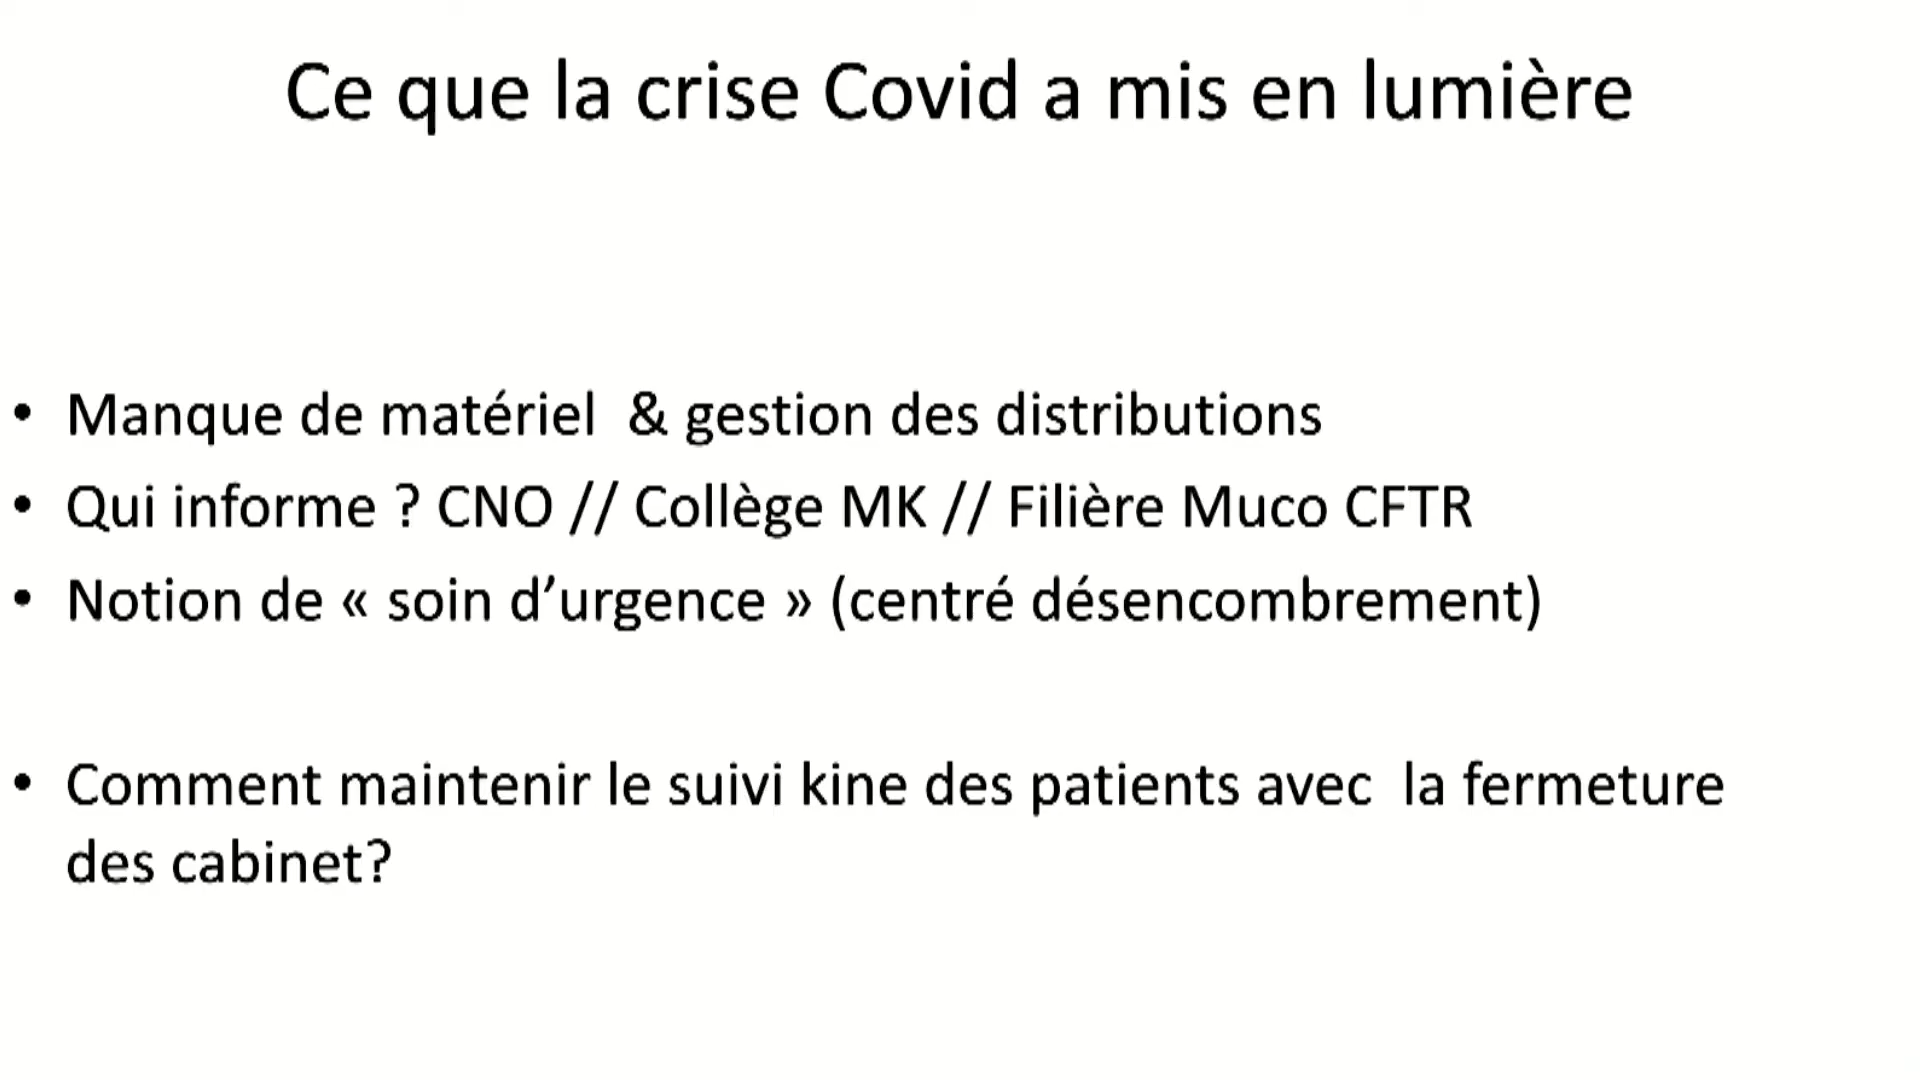 Ce que la crise Covid a mis en lumière
• Manque de matériel  & gestion des distributions
• Qui informe ? CNO // Collège MK // Filière Muco CFTR
• Notion de « soin d’urgence » (centré désencombrement)
• Comment maintenir le suivi kine des patients avec  la fermeture
des cabinet?